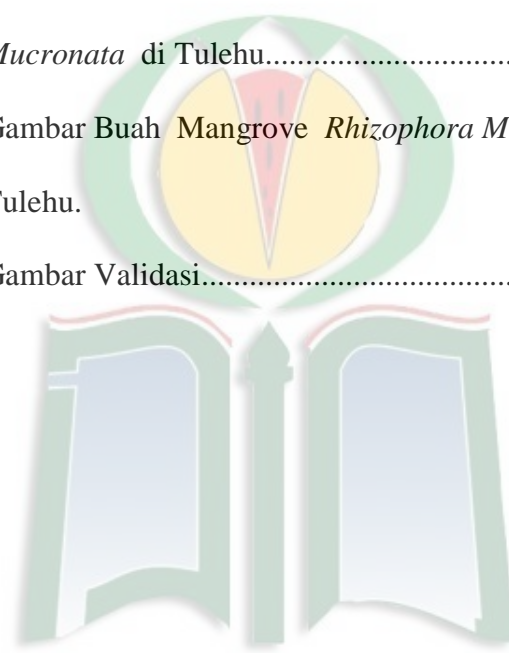 Mucronata di Tulehu...............................
Gambar Buah Mangrove Rhizophora M
Tulehu.
Gambar Validasi.......................................